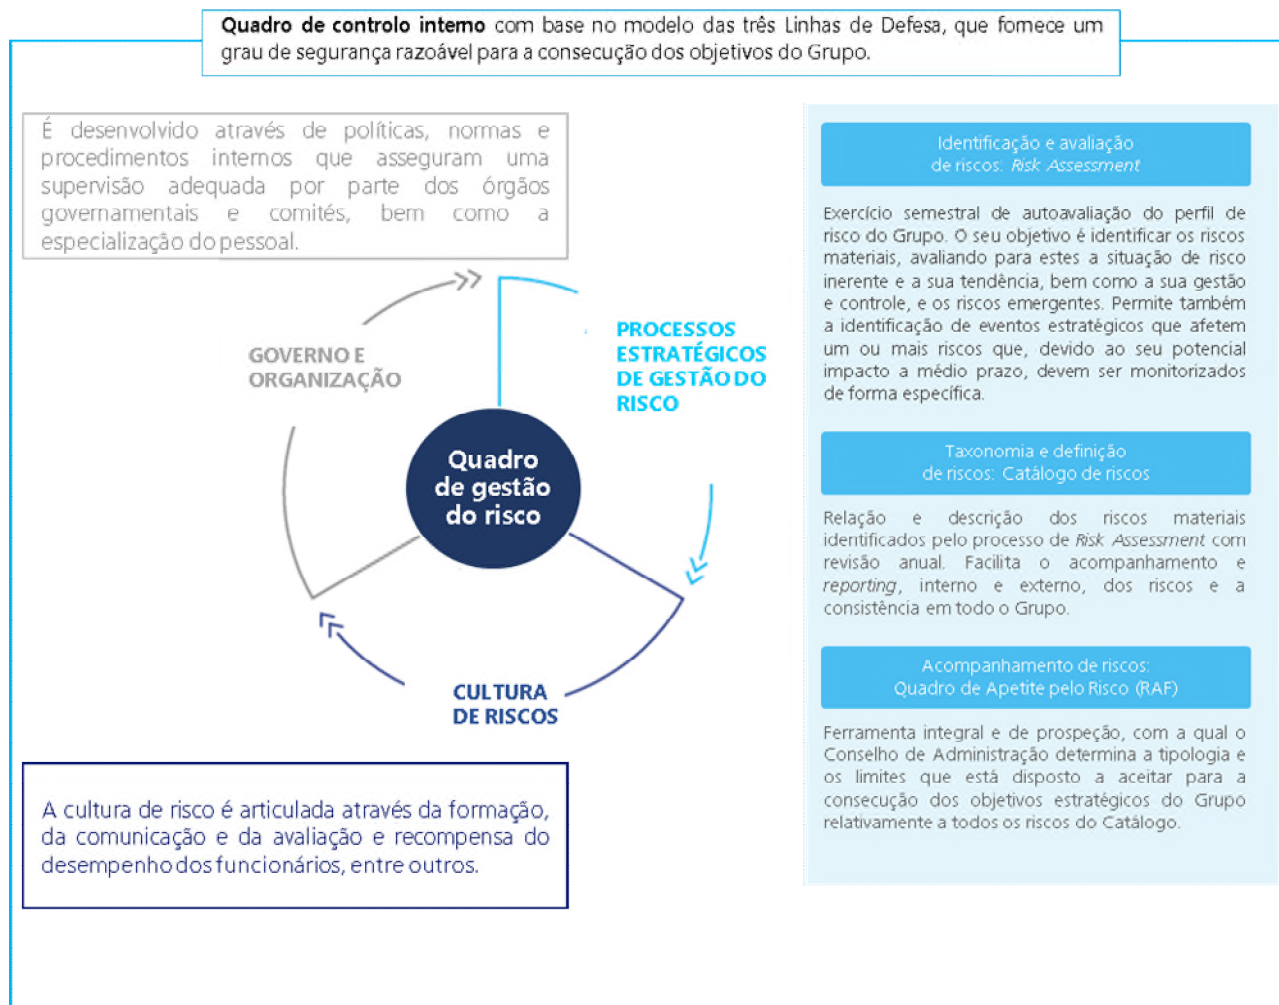 Quadro de controlo interno com base no modelo das três Linhas de Defesa, que fornece um
grau de segurança razoável para a consecução dos objetivos do Grupo.
É desenvolvido através de políticas, normas e
procedimentos internos que asseguram uma
supervisão adequada por parte dos órgãos
governamentais e comités, bem como a
especialização do pessoal.
GOVERNO E
ORGANIZAÇÃO
PROCESSOS
ESTRATÉGICOS
DE GESTÃO DO
RISCO
Quadro
de gestão
do risco
CULTURA
DE RISCOS
A cultura de risco é articulada através da formação,
da comunicação e da avaliação e recompensa do
desempenho dos funcionários, entre outros.
Identificação e avaliação
de riscos: Risk Assessment
Exercício semestral de autoavaliação do perfil de
risco do Grupo. O seu objetivo é identificar os riscos
materiais, avaliando para estes a situação de risco
inerente e a sua tendência, bem como a sua gestão
e controle, e os riscos emergentes. Permite também
a identificação de eventos estratégicos que afetem
um ou mais riscos que, devido ao seu potencial
impacto a médio prazo, devem ser monitorizados
de forma específica.
Taxonomia e definição
de riscos: Catálogo de riscos
Relação e descrição dos riscos materiais
identificados pelo processo de Risk Assessment com
revisão anual. Facilita o acompanhamento e
reporting, interno e externo, dos riscos e a
consistência em todo o Grupo.
Acompanhamento de riscos:
Quadro de Apetite pelo Risco (RAF)
Ferramenta integral e de prospeção, com a qual o
Conselho de Administração determina a tipologia e
os limites que está disposto a aceitar para a
consecução dos objetivos estratégicos do Grupo
relativamente a todos os riscos do Catálogo.